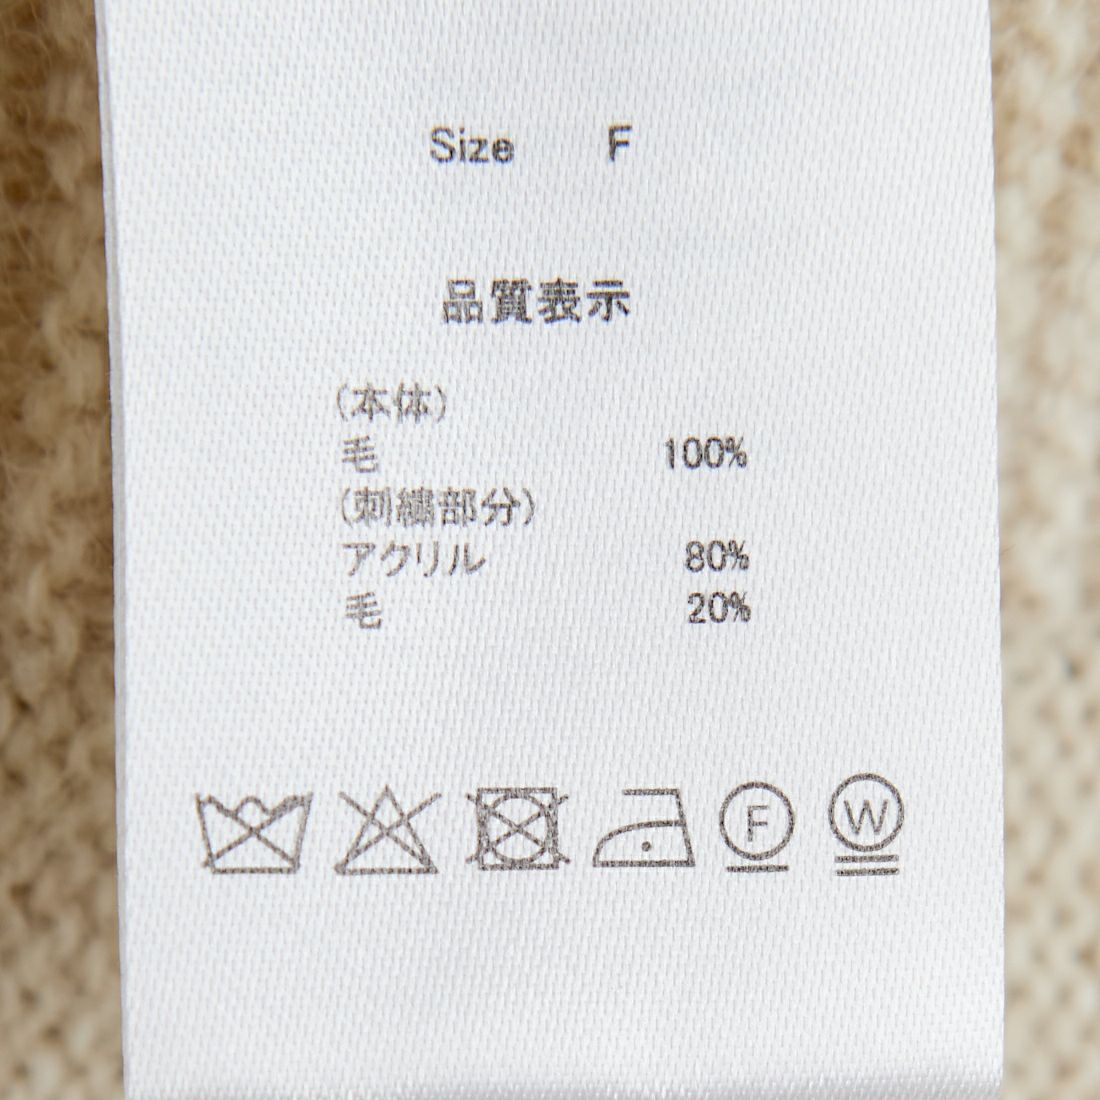 Size F
品質表示
(本体)
毛 100%
(刺繍部分)
アクリル 80%
毛 20%
F W